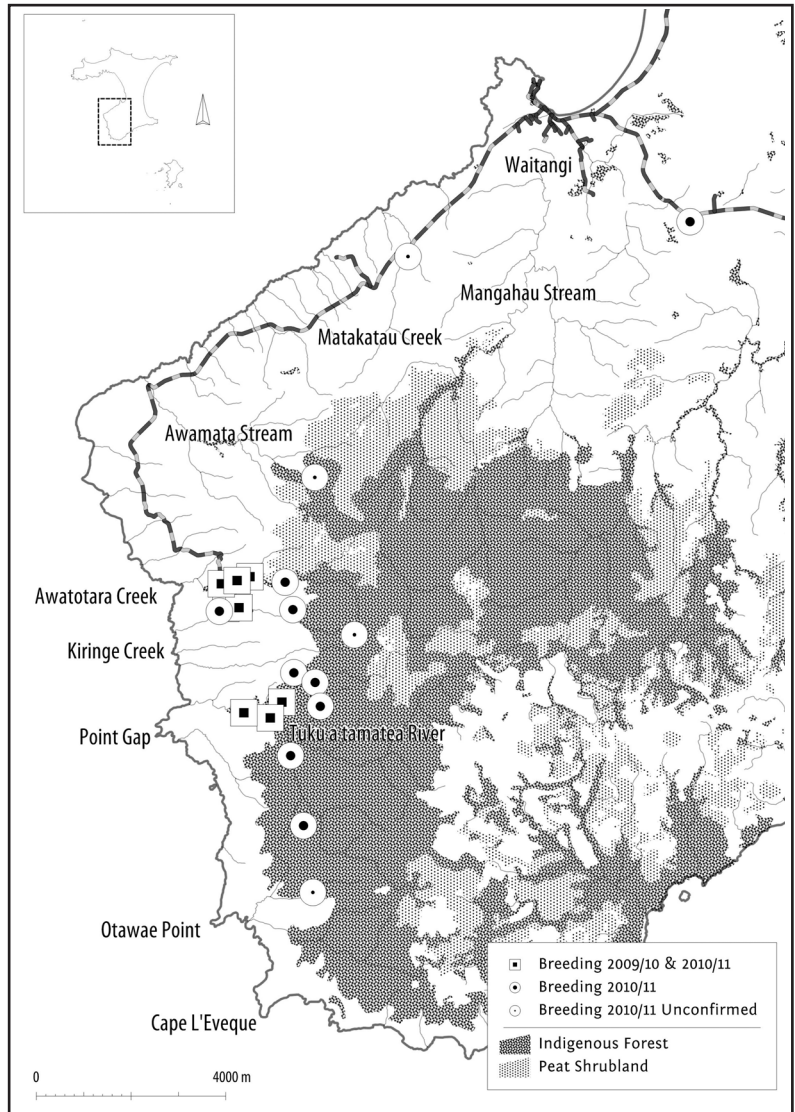 Waitangi
Mangahau Stream
Matakatau Creek
Awamata Stream
Awatotara Creek
Kiringe Creek
Point Gap
Tuku a tamatea River
Otawae Point
Cape L'Eveque
Breeding 2009/10 & 2010/11
Breeding 2010/11
Breeding 2010/11 Unconfirmed
Indigenous Forest
Peat Shrubland
0 4000 m